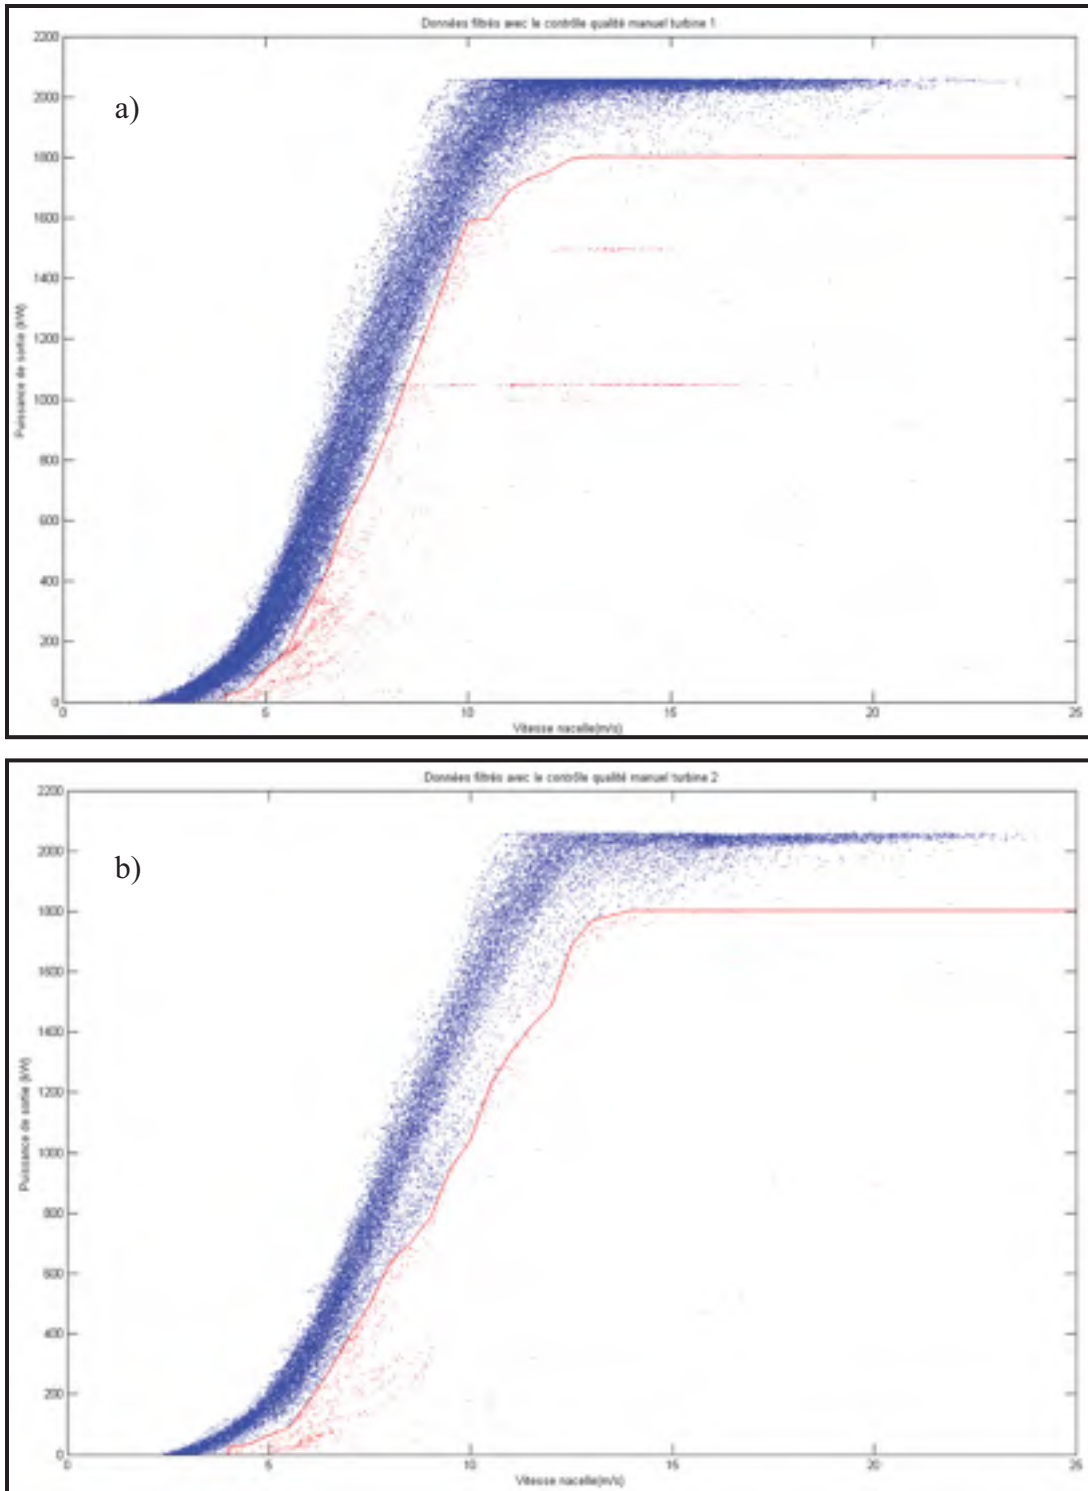 Données filtrés avec le contrôle qualité manuel turbine 1
a)
Puissance de sortie (kW)
2200
2000
1800
1600
1400
1200
1000
800
600
400
200
0
0 5 10 15 20 25
Vitesse nacelle(m/s)
Données filtrés avec le contrôle qualité manuel turbine 2
b)
Puissance de sortie (kW)
2200
2000
1800
1600
1400
1200
1000
800
600
400
200
0
0 5 10 15 20 25
Vitesse nacelle(m/s)